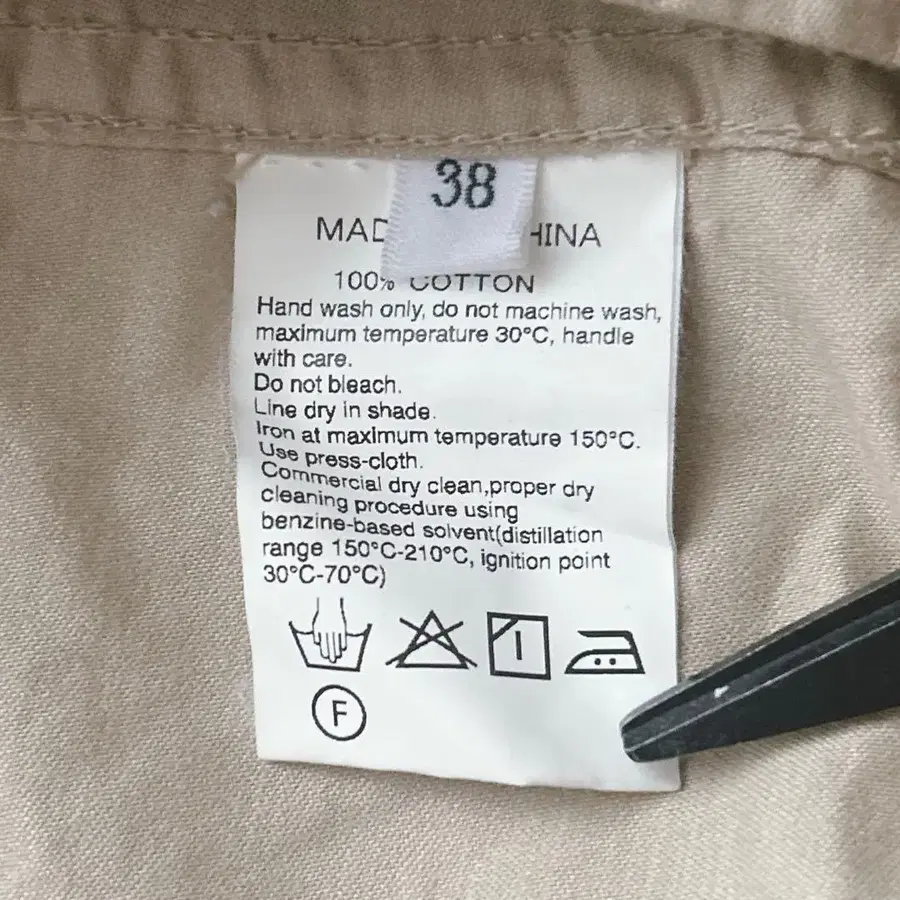 38
MAD HINA
100% COTTON
Hand wash only, do not machine wash,
maximum temperature 30°C, handle
with care.
Do not bleach.
Line dry in shade.
Iron at maximum temperature 150°C.
Use press-cloth.
Commercial dry clean,proper dry
cleaning procedure using
benzine-based solvent(distillation
range 150°C-210°C, ignition point
30°C-70°C)
F